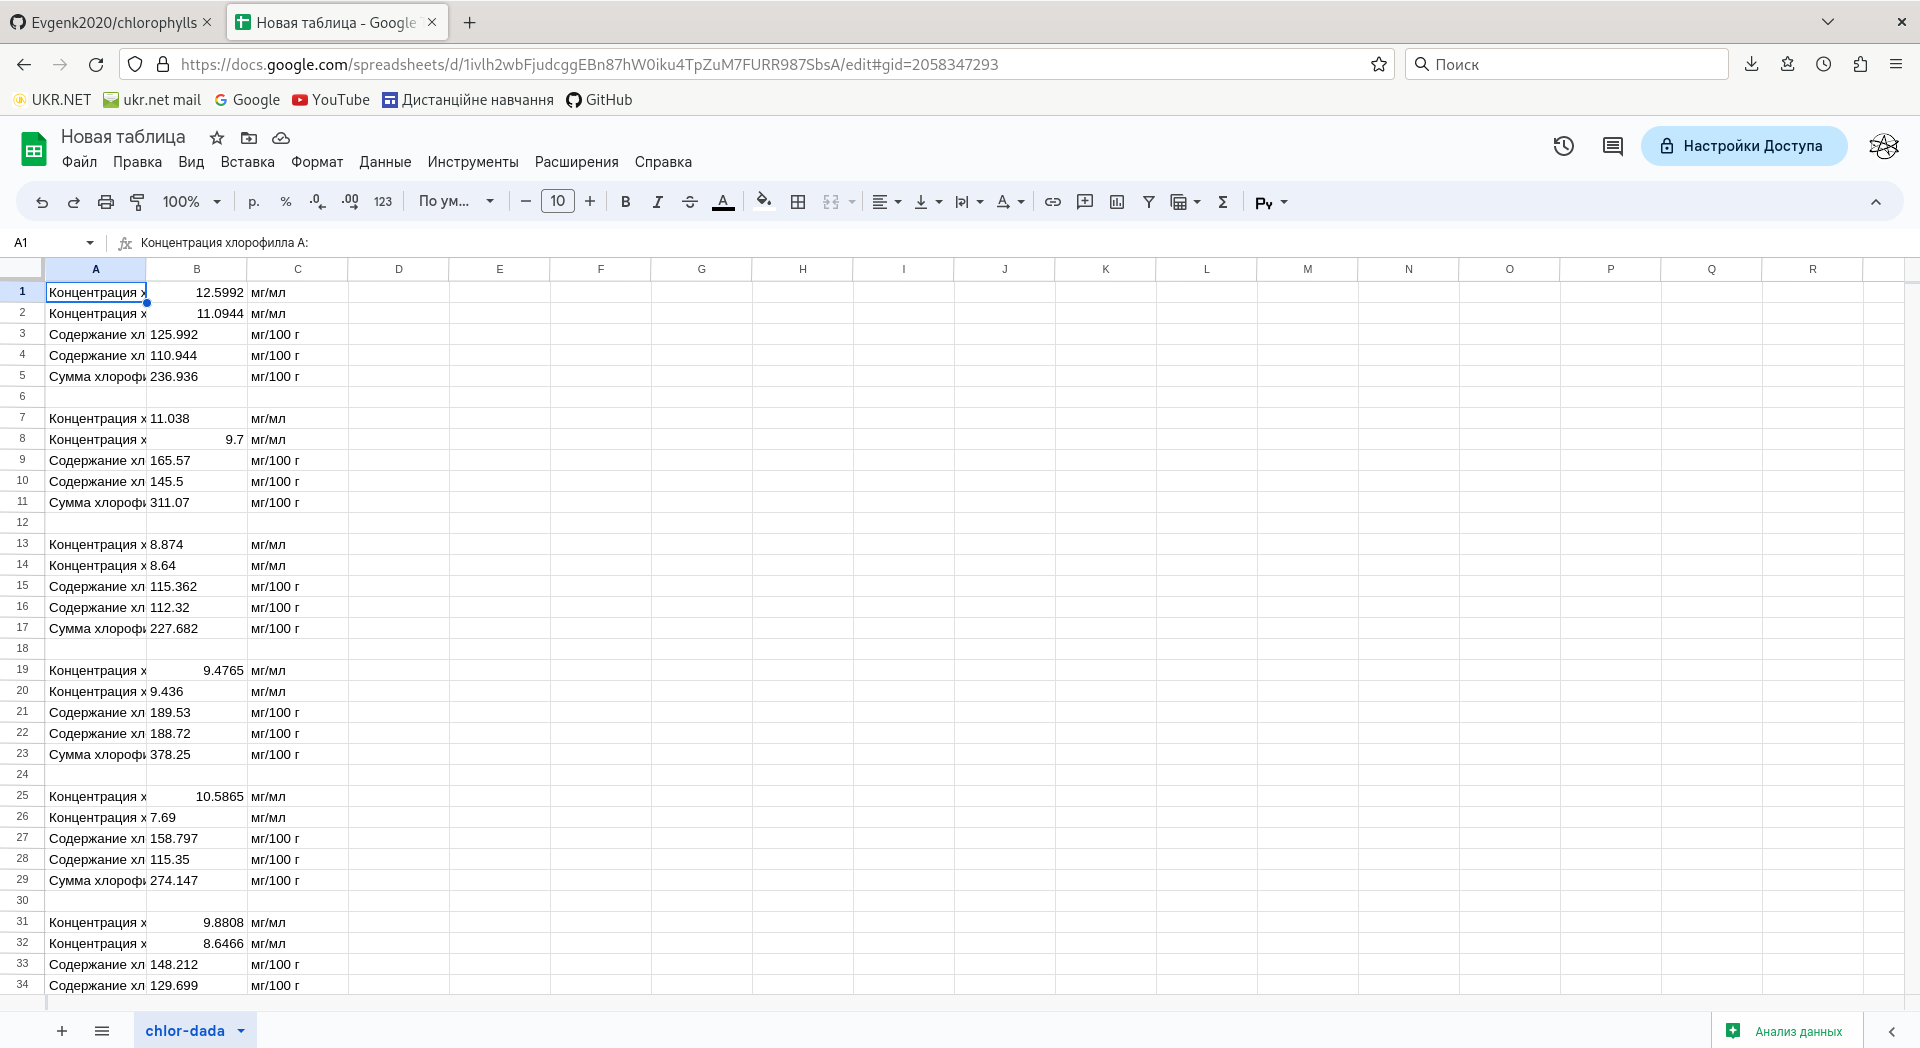 Evgenk2020/chlorophylls
Новая таблица - Google
https://docs.google.com/spreadsheets/d/1ivlh2wbFjudcggEBn87hW0iku4TpZuM7FURR987SbsA/edit#gid=2058347293
Поиск
UKR.NET ukr.net mail Google YouTube Дистанційне навчання GitHub
Новая таблица
Файл Правка Вид Вставка Формат Данные Инструменты Расширения Справка
Настройки Доступа
100% р. % .0 .00 123 По ум... 10 B I A Σ Py
A1 fx Концентрация хлорофилла А:
A B C D E F G H I J K L M N O P Q R
1 Концентрация х 12.5992 мг/мл
2 Концентрация х 11.0944 мг/мл
3 Содержание хл 125.992 мг/100 г
4 Содержание хл 110.944 мг/100 г
5 Сумма хлорофи 236.936 мг/100 г
6
7 Концентрация х 11.038 мг/мл
8 Концентрация х 9.7 мг/мл
9 Содержание хл 165.57 мг/100 г
10 Содержание хл 145.5 мг/100 г
11 Сумма хлорофи 311.07 мг/100 г
12
13 Концентрация х 8.874 мг/мл
14 Концентрация х 8.64 мг/мл
15 Содержание хл 115.362 мг/100 г
16 Содержание хл 112.32 мг/100 г
17 Сумма хлорофи 227.682 мг/100 г
18
19 Концентрация х 9.4765 мг/мл
20 Концентрация х 9.436 мг/мл
21 Содержание хл 189.53 мг/100 г
22 Содержание хл 188.72 мг/100 г
23 Сумма хлорофи 378.25 мг/100 г
24
25 Концентрация х 10.5865 мг/мл
26 Концентрация х 7.69 мг/мл
27 Содержание хл 158.797 мг/100 г
28 Содержание хл 115.35 мг/100 г
29 Сумма хлорофи 274.147 мг/100 г
30
31 Концентрация х 9.8808 мг/мл
32 Концентрация х 8.6466 мг/мл
33 Содержание хл 148.212 мг/100 г
34 Содержание хл 129.699 мг/100 г
chlor-dada
Анализ данных